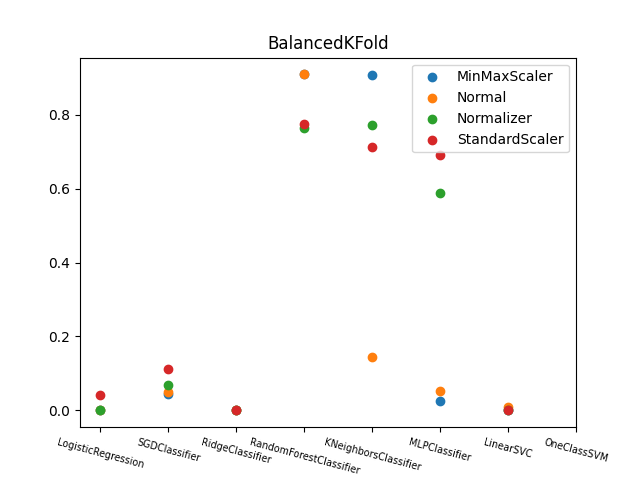 BalancedKFold
MinMaxScaler
Normal
Normalizer
StandardScaler
0.8
0.6
0.4
0.2
0.0
LogisticRegression
SGDClassifier
RidgeClassifier
RandomForestClassifier
KNeighborsClassifier
MLPClassifier
LinearSVC
OneClassSVM